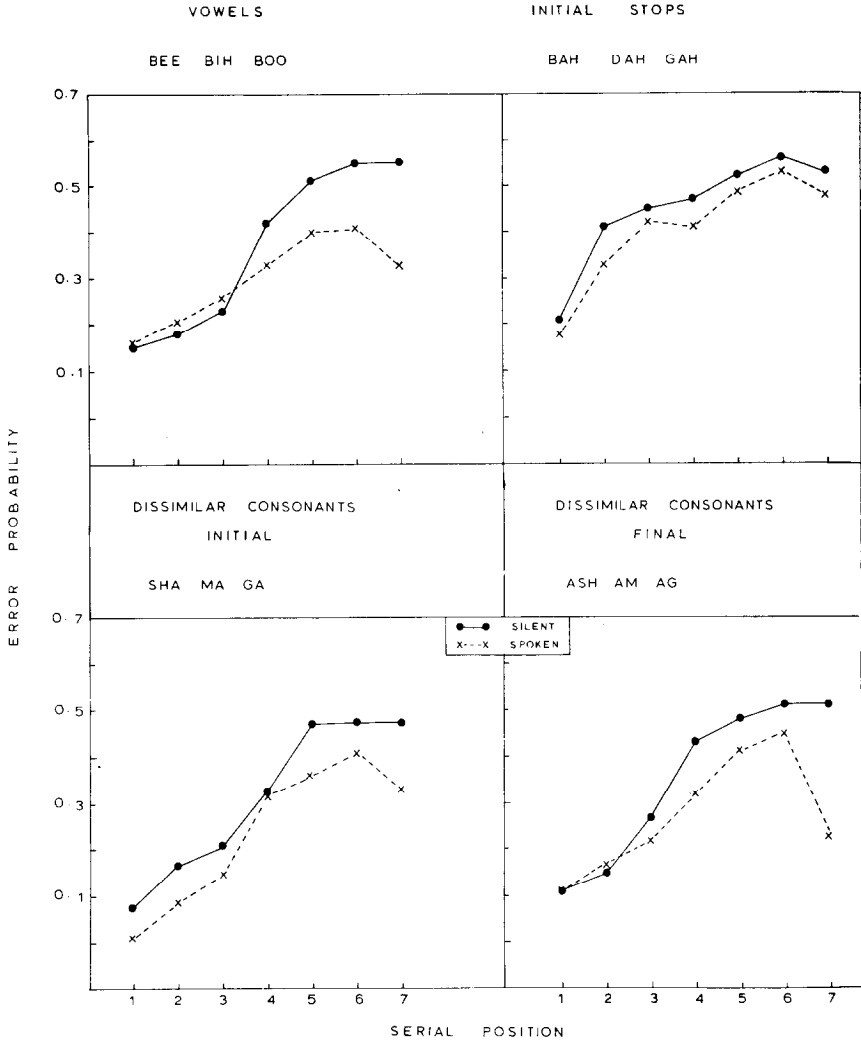 VOWELS
BEE BIH BOO
INITIAL STOPS
BAH DAH GAH
0.7
0.5
0.3
0.1
ERROR PROBABILITY
DISSIMILAR CONSONANTS
INITIAL
SHA MA GA
DISSIMILAR CONSONANTS
FINAL
ASH AM AG
SILENT
SPOKEN
0.7
0.5
0.3
0.1
1 2 3 4 5 6 7
1 2 3 4 5 6 7
SERIAL POSITION